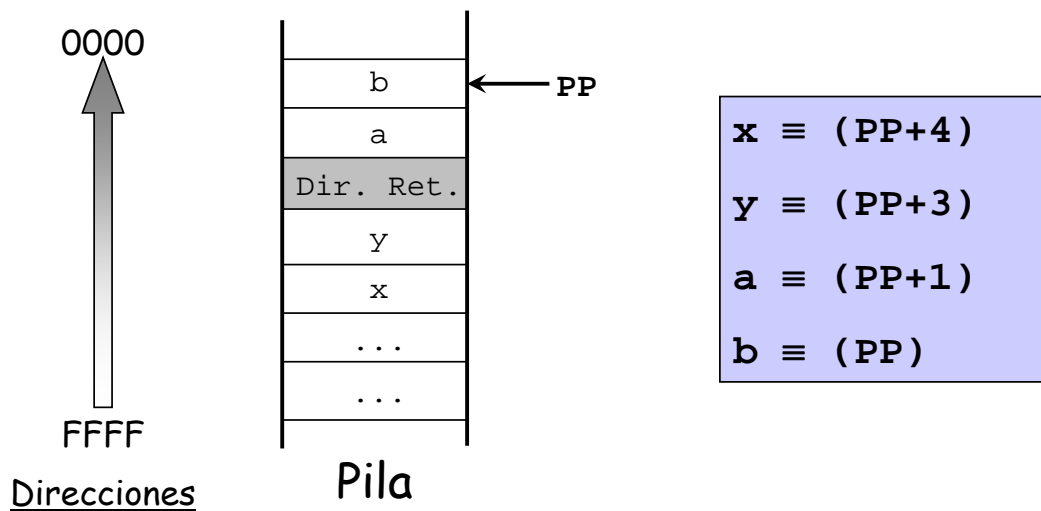 0000
FFFF
Direcciones
b
a
Dir. Ret.
y
x
...
...
Pila
PP
x ≡ (PP+4)
y ≡ (PP+3)
a ≡ (PP+1)
b ≡ (PP)